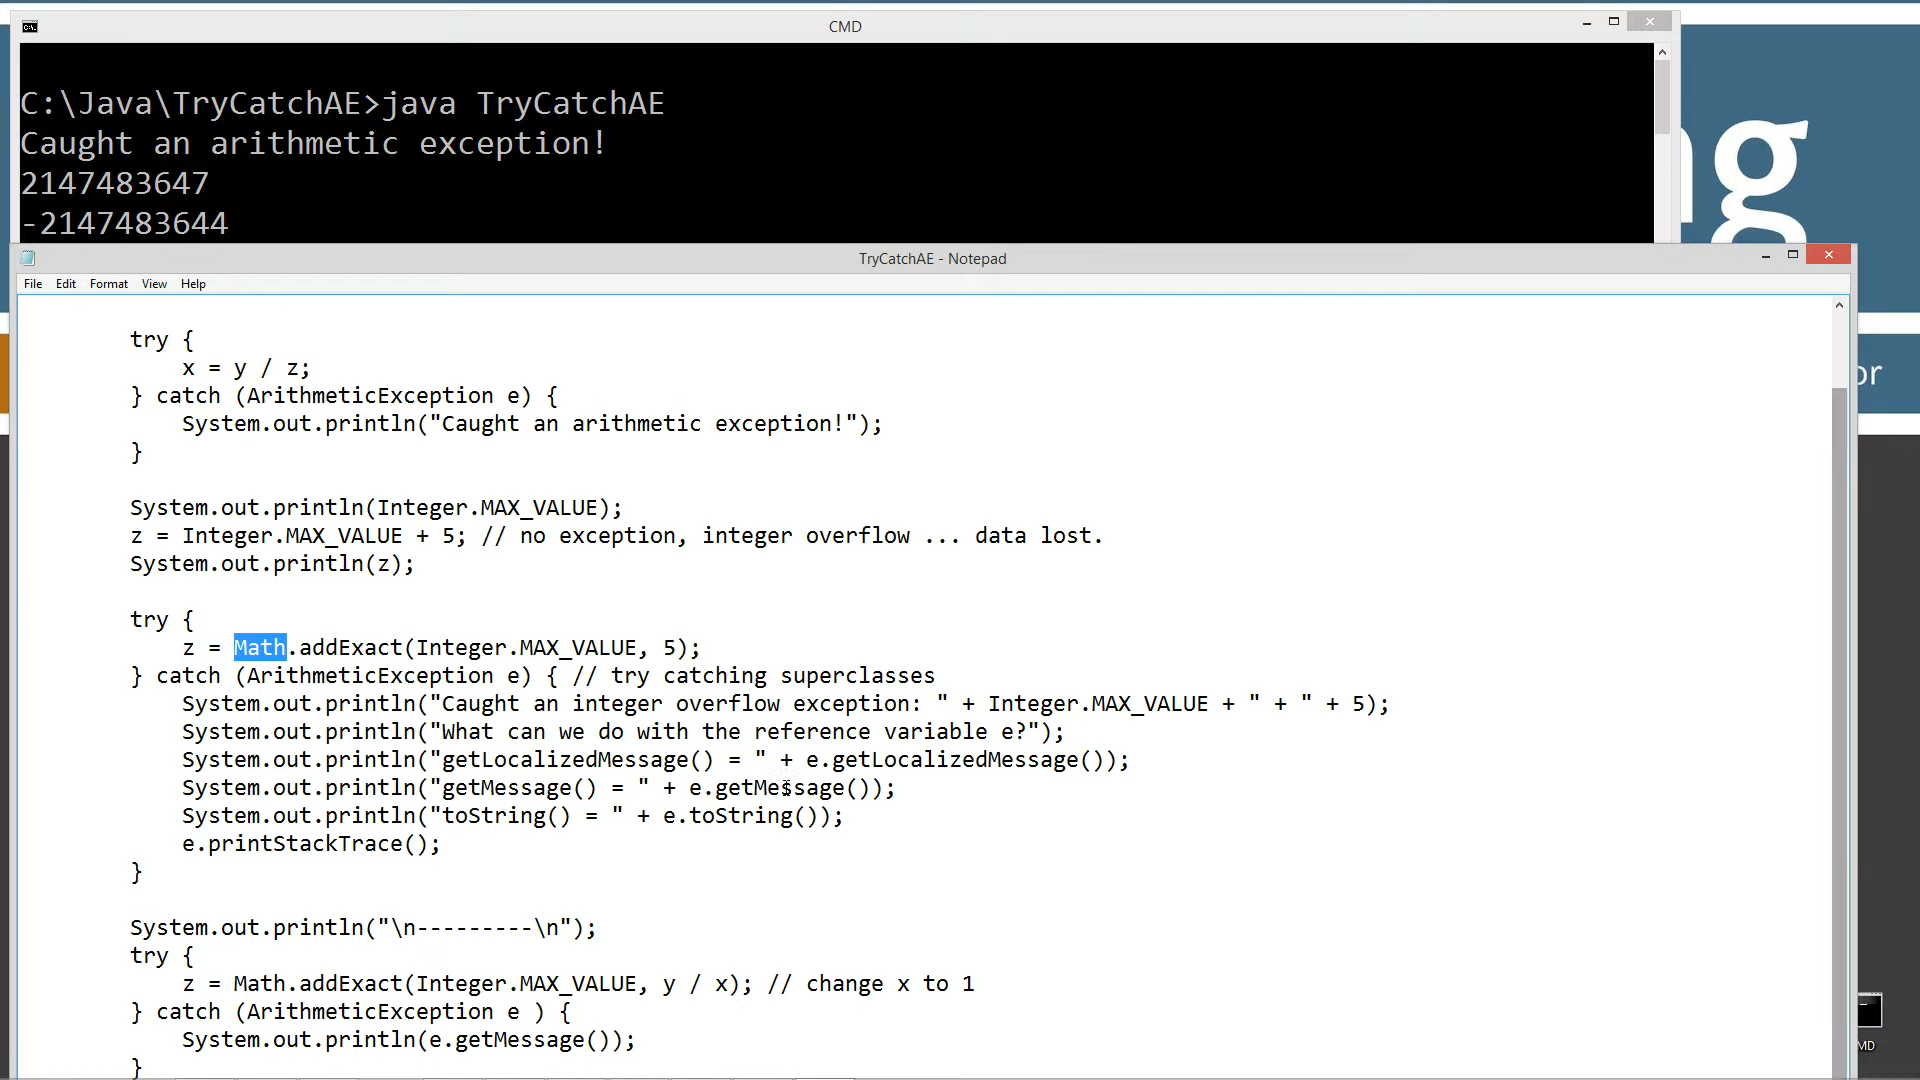 CMD
C:\Java\TryCatchAE>java TryCatchAE
Caught an arithmetic exception!
2147483647
-2147483644
TryCatchAE - Notepad
File Edit Format View Help
try {
x = y / z;
} catch (ArithmeticException e) {
System.out.println("Caught an arithmetic exception!");
}
System.out.println(Integer.MAX_VALUE);
z = Integer.MAX_VALUE + 5; // no exception, integer overflow ... data lost.
System.out.println(z);
try {
z = Math.addExact(Integer.MAX_VALUE, 5);
} catch (ArithmeticException e) { // try catching superclasses
System.out.println("Caught an integer overflow exception: " + Integer.MAX_VALUE + " + " + 5);
System.out.println("What can we do with the reference variable e?");
System.out.println("getLocalizedMessage() = " + e.getLocalizedMessage());
System.out.println("getMessage() = " + e.getMessage());
System.out.println("toString() = " + e.toString());
e.printStackTrace();
}
System.out.println("\n---------\n");
try {
z = Math.addExact(Integer.MAX_VALUE, y / x); // change x to 1
} catch (ArithmeticException e ) {
System.out.println(e.getMessage());
}